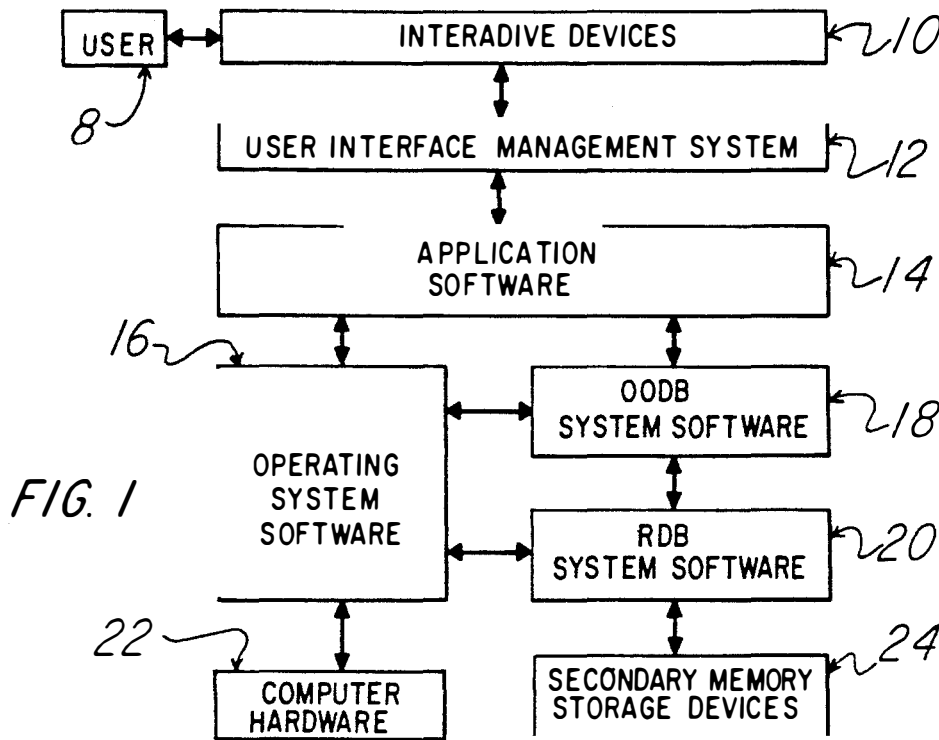 USER
INTERADIVE DEVICES
10
8
USER INTERFACE MANAGEMENT SYSTEM
12
APPLICATION
SOFTWARE
14
16
OODB
SYSTEM SOFTWARE
18
OPERATING
SYSTEM
SOFTWARE
FIG. 1
RDB
SYSTEM SOFTWARE
20
22
24
COMPUTER
HARDWARE
SECONDARY MEMORY
STORAGE DEVICES